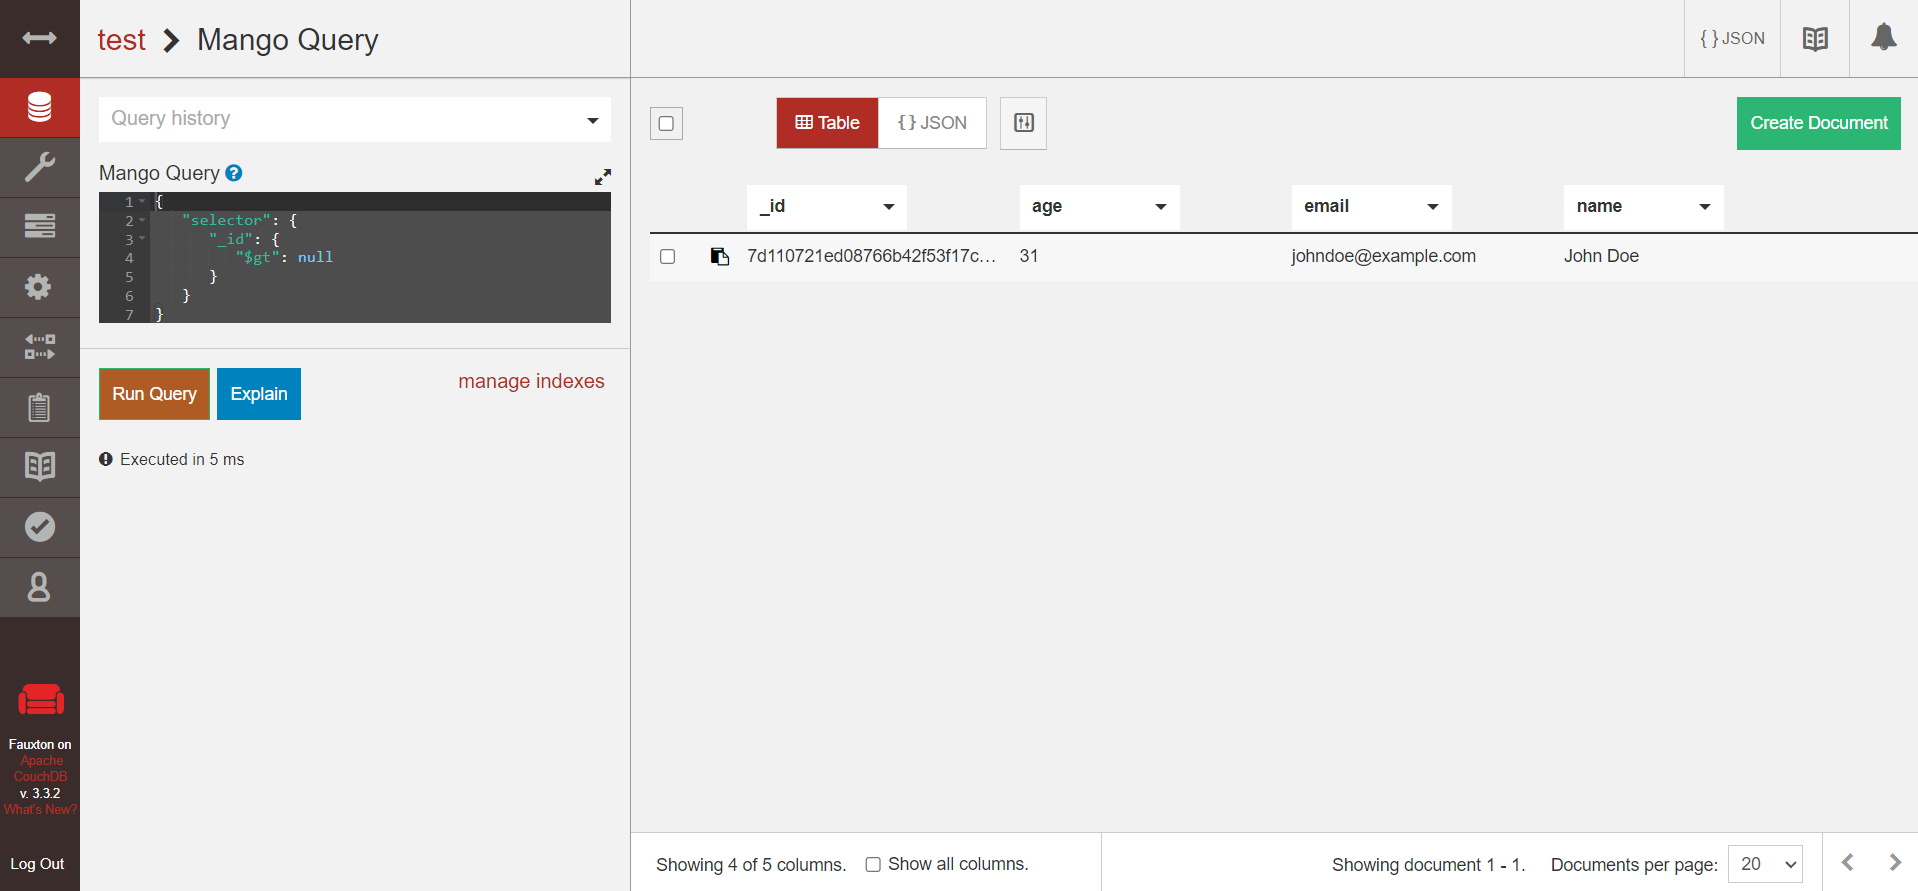 test Mango Query
{ } JSON
Query history
Mango Query ?
1 {
2 "selector": {
3 "_id": {
4 "$gt": null
5 }
6 }
7 }
Run Query Explain manage indexes
Executed in 5 ms
Table {} JSON
Create Document
_id age email name
7d110721ed08766b42f53f17c... 31 johndoe@example.com John Doe
Fauxton on
Apache
CouchDB
v. 3.3.2
What's New?
Log Out
Showing 4 of 5 columns. Show all columns. Showing document 1 - 1. Documents per page: 20